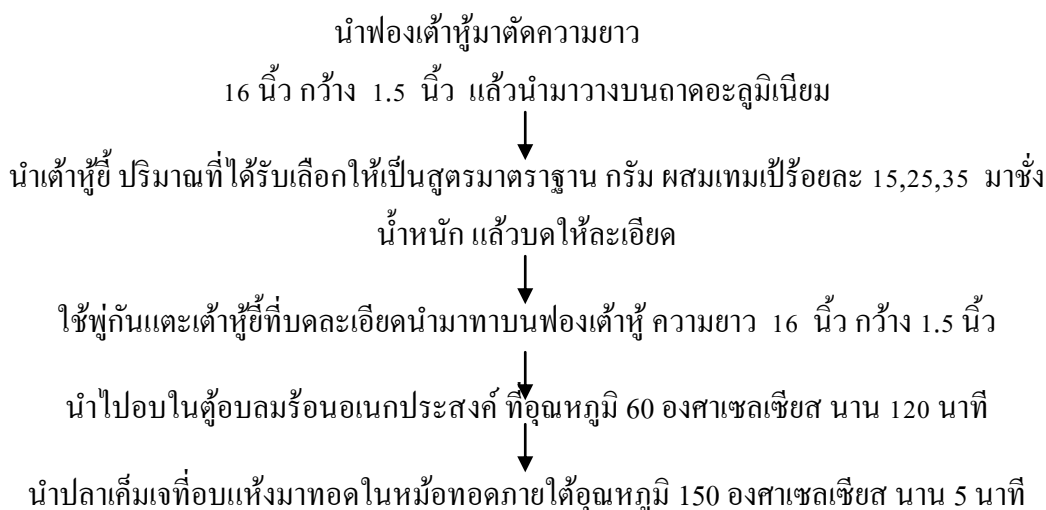 นำฟองเต้าหู้มาตัดความยาว
16 นิ้ว กว้าง 1.5 นิ้ว แล้วนำมาวางบนถาดอะลูมิเนียม
นำเต้าหู้ยี้ ปริมาณที่ได้รับเลือกให้เป็นสูตรมาตราฐาน กรัม ผสมเทมเป้ร้อยละ 15,25,35 มาชั่ง
น้ำหนัก แล้วบดให้ละเอียด
ใช้พู่กันแตะเต้าหู้ยี้ที่บดละเอียดนำมาทาบนฟองเต้าหู้ ความยาว 16 นิ้ว กว้าง 1.5 นิ้ว
นำไปอบในตู้อบลมร้อนอเนกประสงค์ ที่อุณหภูมิ 60 องศาเซลเซียส นาน 120 นาที
นำปลาเค็มเจที่อบแห้งมาทอดในหม้อทอดภายใต้อุณหภูมิ 150 องศาเซลเซียส นาน 5 นาที